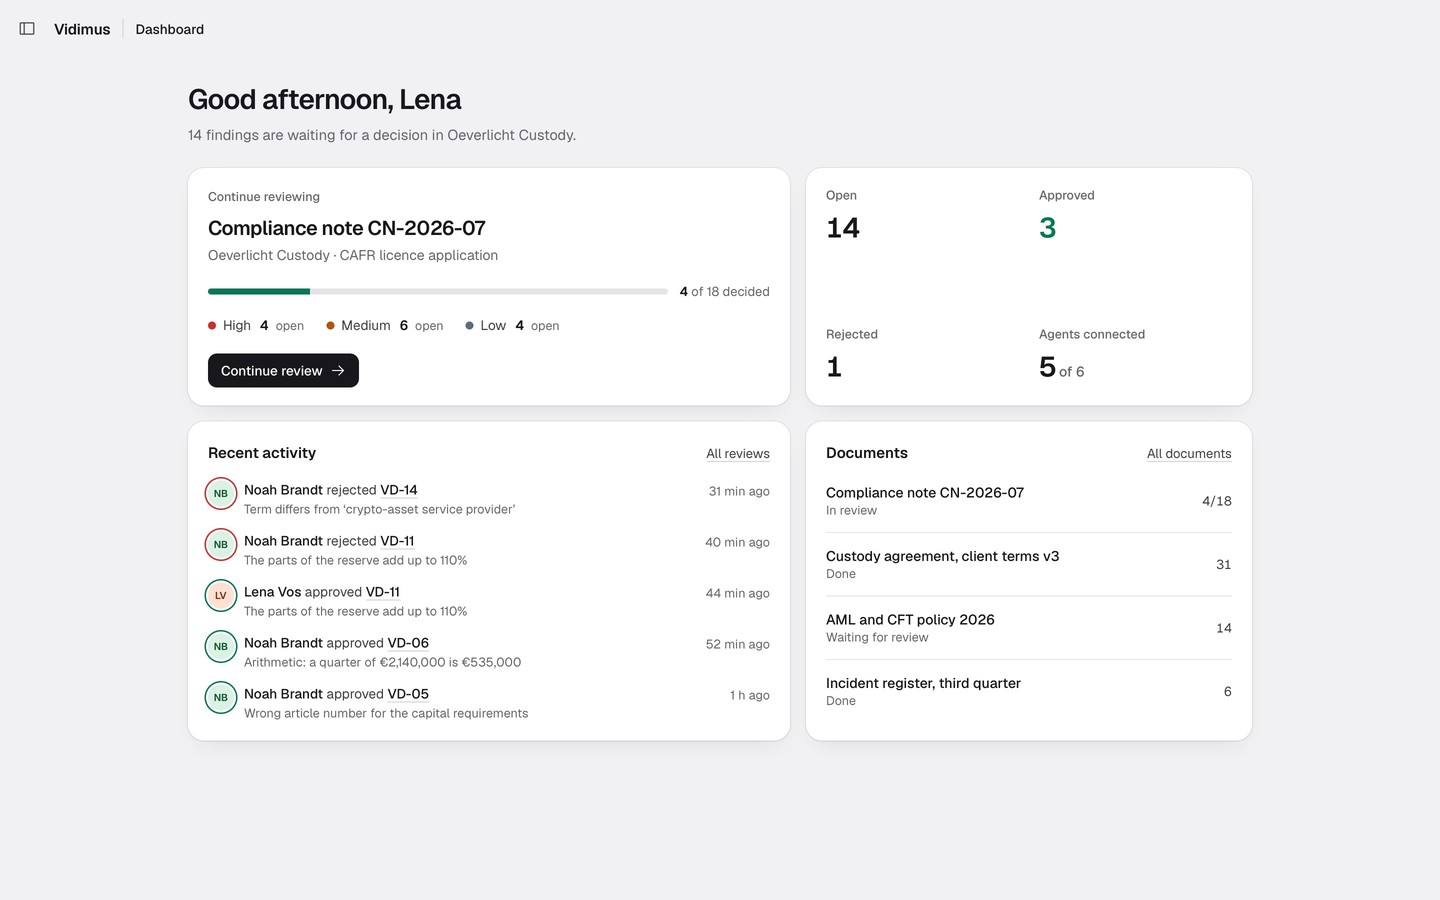 Vidimus
Dashboard
Good afternoon, Lena
14 findings are waiting for a decision in Oeverlicht Custody.
Continue reviewing
Compliance note CN-2026-07
Oeverlicht Custody · CAFR licence application
4 of 18 decided
High 4 open
Medium 6 open
Low 4 open
Continue review
Open
14
Approved
3
Rejected
1
Agents connected
5 of 6
Recent activity
All reviews
NB
Noah Brandt rejected VD-14
31 min ago
Term differs from ‘crypto-asset service provider’
NB
Noah Brandt rejected VD-11
40 min ago
The parts of the reserve add up to 110%
LV
Lena Vos approved VD-11
44 min ago
The parts of the reserve add up to 110%
NB
Noah Brandt approved VD-06
52 min ago
Arithmetic: a quarter of €2,140,000 is €535,000
NB
Noah Brandt approved VD-05
1 h ago
Wrong article number for the capital requirements
Documents
All documents
Compliance note CN-2026-07
In review
4/18
Custody agreement, client terms v3
Done
31
AML and CFT policy 2026
Waiting for review
14
Incident register, third quarter
Done
6